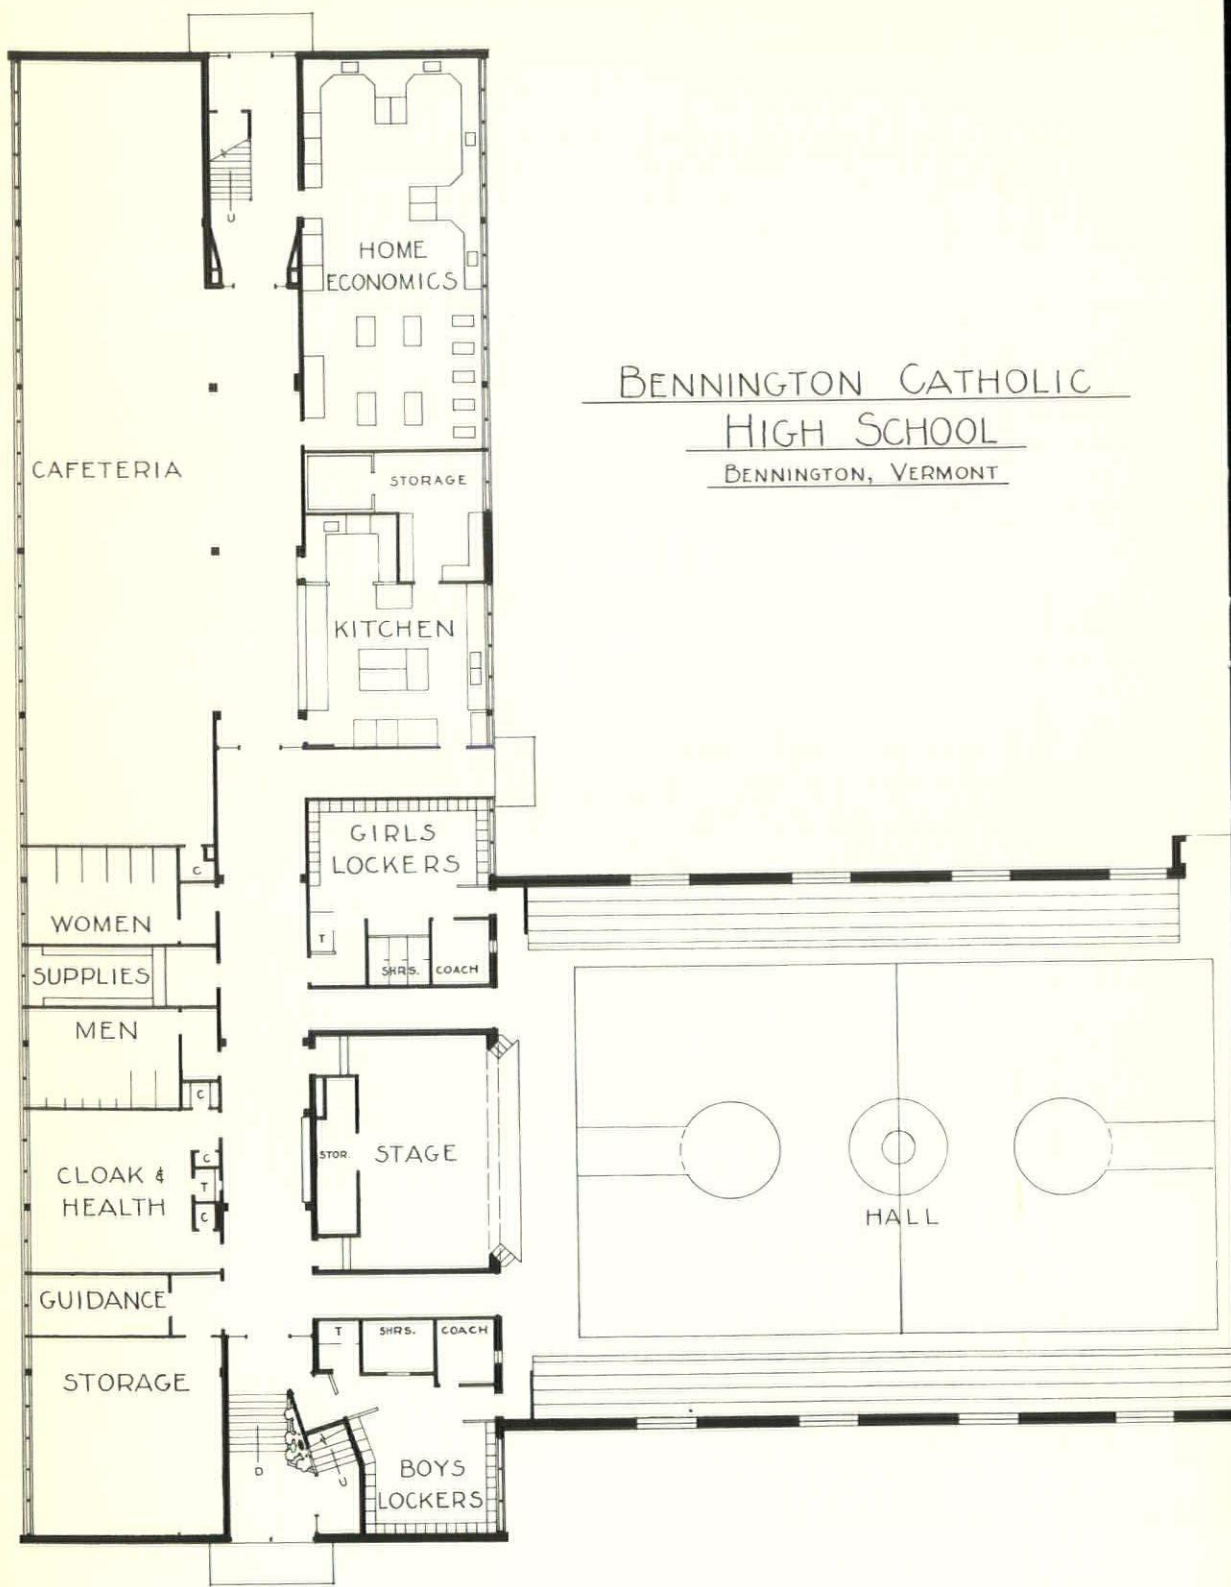 BENNINGTON CATHOLIC
HIGH SCHOOL
BENNINGTON, VERMONT
U
HOME
ECONOMICS
CAFETERIA
STORAGE
KITCHEN
GIRLS
LOCKERS
C
WOMEN
T
SHRS.
COACH
SUPPLIES
MEN
C
STOR.
STAGE
C
CLOAK &
HEALTH
T
C
HALL
GUIDANCE
T
SHRS.
COACH
STORAGE
D
U
BOYS
LOCKERS